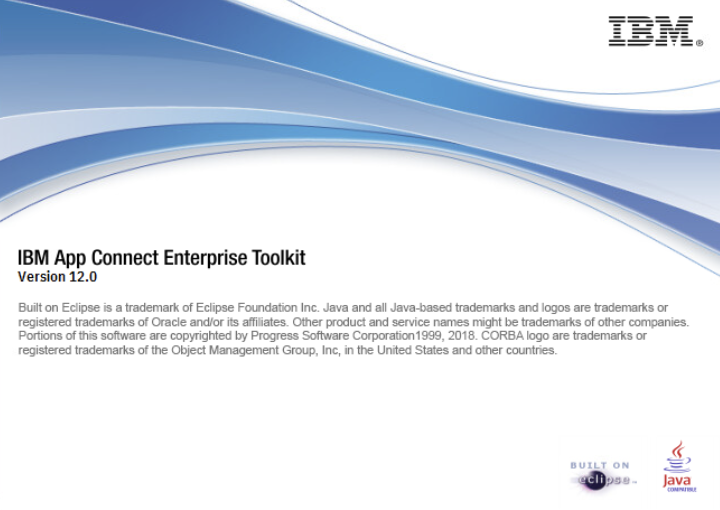 IBM®
IBM App Connect Enterprise Toolkit
Version 12.0
Built on Eclipse is a trademark of Eclipse Foundation Inc. Java and all Java-based trademarks and logos are trademarks or
registered trademarks of Oracle and/or its affiliates. Other product and service names might be trademarks of other companies.
Portions of this software are copyrighted by Progress Software Corporation1999, 2018. CORBA logo are trademarks or
registered trademarks of the Object Management Group, Inc, in the United States and other countries.
BUILT ON
eclipse™
Java
COMPATIBLE